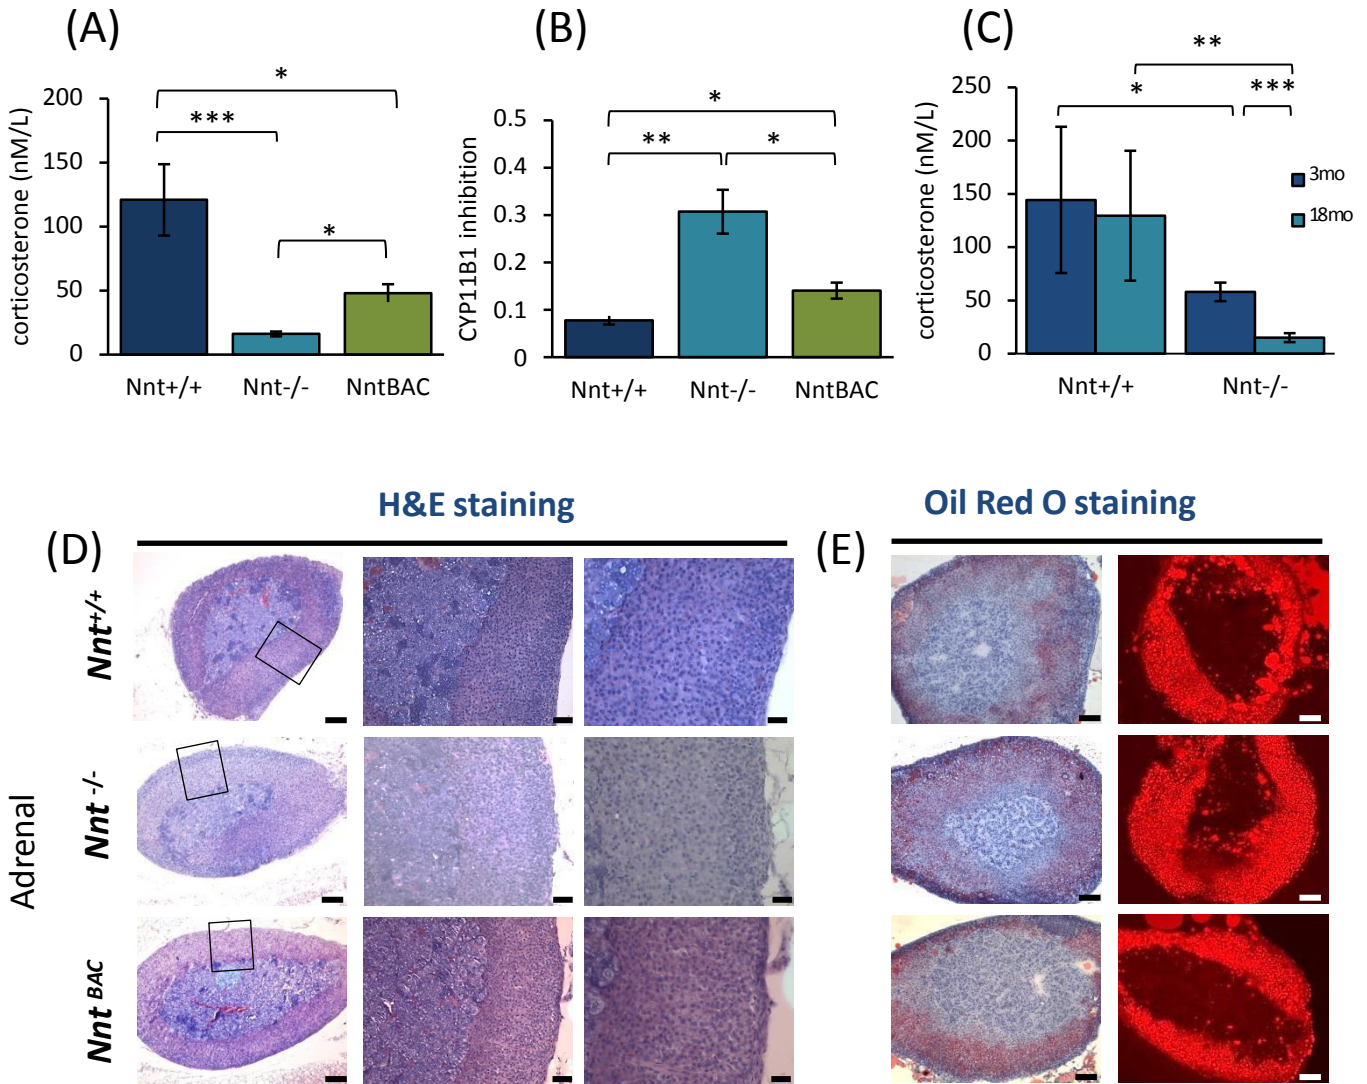 (A)
corticosterone (nM/L)
200
150
100
50
0
*
***
*
Nnt+/+ Nnt-/- NntBAC
(B)
CYP11B1 inhibition
0.5
0.4
0.3
0.2
0.1
0
*
** *
Nnt+/+ Nnt-/- NntBAC
(C)
corticosterone (nM/L)
250
200
150
100
50
0
**
* ***
3mo
18mo
Nnt+/+ Nnt-/-
H&E staining
Oil Red O staining
(D)
(E)
Adrenal
Nnt+/+
Nnt -/-
Nnt BAC